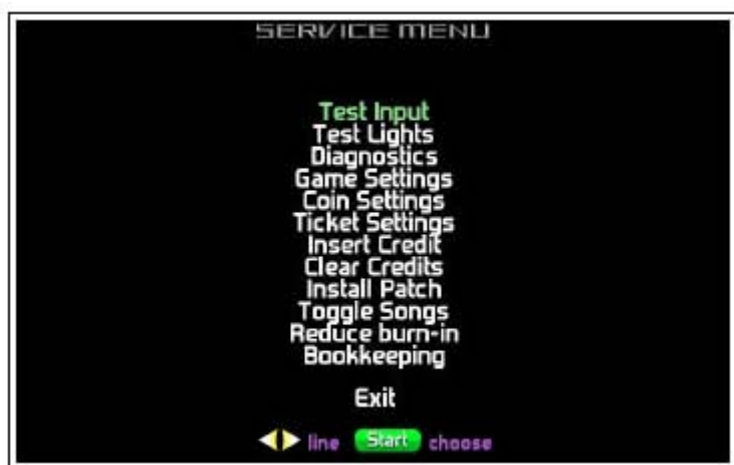 SERVICE MENU
Test Input
Test Lights
Diagnostics
Game Settings
Coin Settings
Ticket Settings
Insert Credit
Clear Credits
Install Patch
Toggle Songs
Reduce burn-in
Bookkeeping
Exit
line Start choose